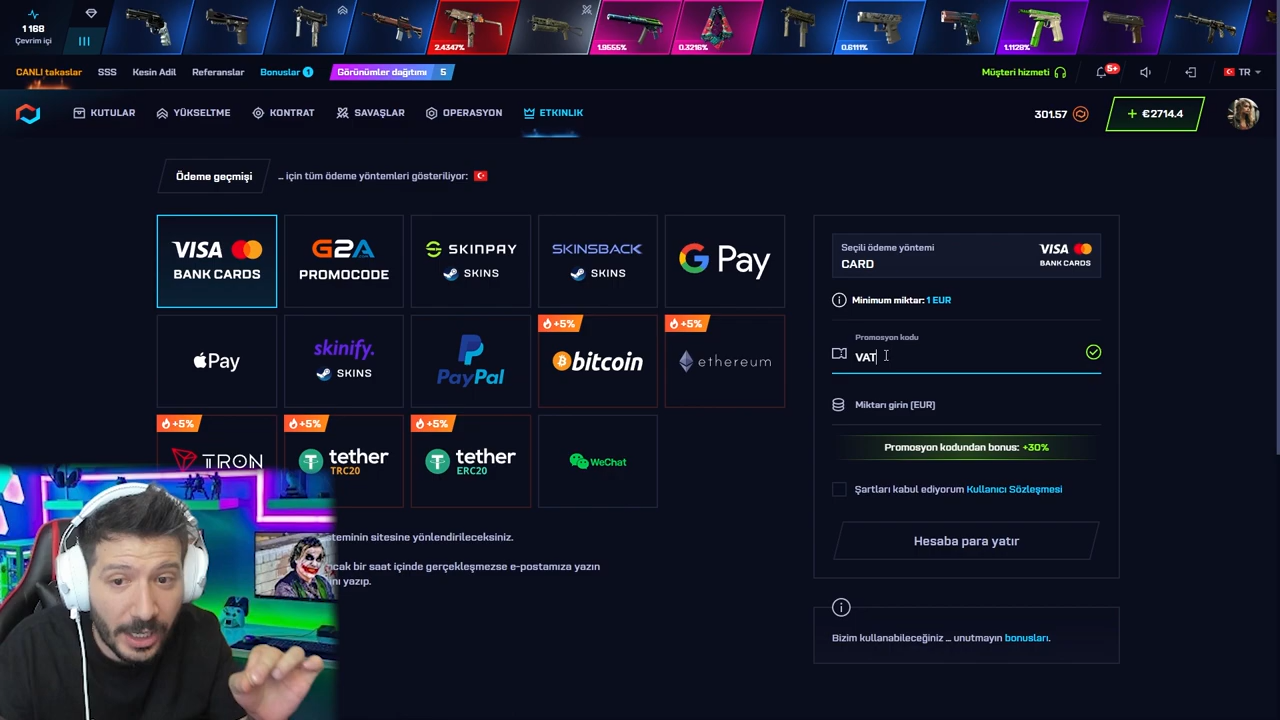 1 168
Çevrim içi
2.4347%
1.9555%
0.3216%
0.6111%
1.1128%
CANLI takaslar
SSS
Kesin Adil
Referanslar
Bonuslar 1
Görünümler dağıtımı 5
Müşteri hizmeti
5+
TR
KUTULAR
YÜKSELTME
KONTRAT
SAVAŞLAR
OPERASYON
ETKINLIK
301.57
+ €2714.4
Ödeme geçmişi
... için tüm ödeme yöntemleri gösteriliyor:
VISA
BANK CARDS
G2A
PROMOCODE
SKINPAY
SKINS
SKINSBACK
SKINS
G Pay
Pay
skinify.
SKINS
PayPal
+5%
bitcoin
+5%
ethereum
+5%
TRON
+5%
tether
TRC20
+5%
tether
ERC20
WeChat
Seçili ödeme yöntemi
CARD
VISA
BANK CARDS
Minimum miktar: 1 EUR
Promosyon kodu
VAT
Miktarı girin (EUR)
Promosyon kodundan bonus: +30%
Şartları kabul ediyorum Kullanıcı Sözleşmesi
Hesaba para yatır
Bizim kullanabileceğiniz ... unutmayın bonusları.
teminin sitesine yönlendirileceksiniz.
ncak bir saat içinde gerçekleşmezse e-postamıza yazın
nı yazıp.